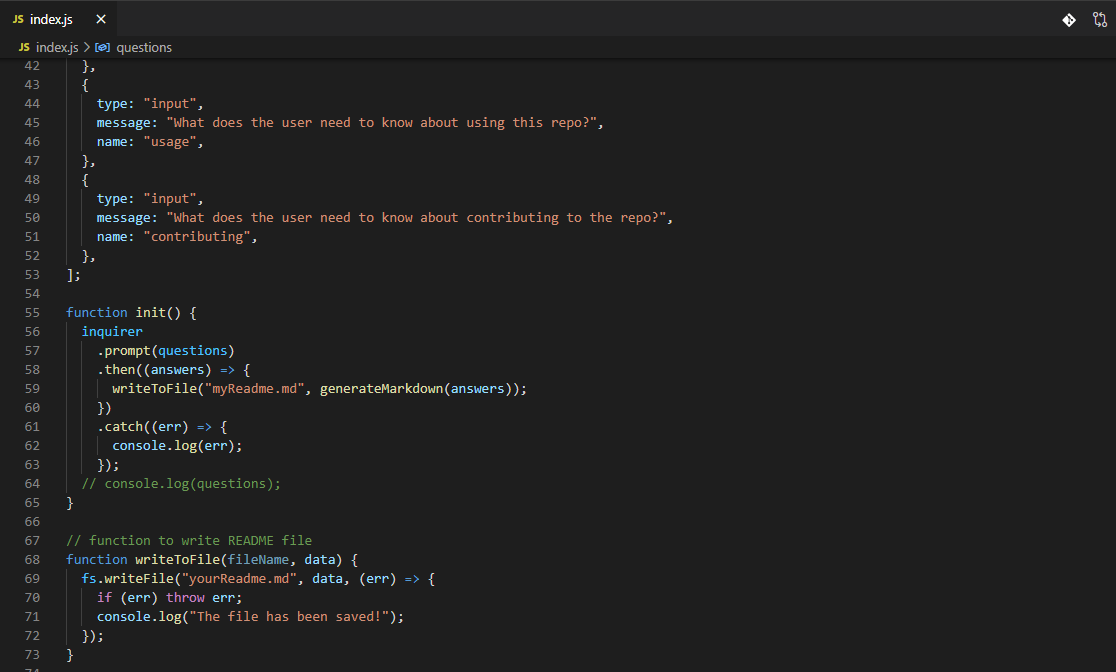 JS index.js ×
JS index.js > questions
42   },
43   {
44     type: "input",
45     message: "What does the user need to know about using this repo?",
46     name: "usage",
47   },
48   {
49     type: "input",
50     message: "What does the user need to know about contributing to the repo?",
51     name: "contributing",
52   },
53 ];
54
55 function init() {
56   inquirer
57     .prompt(questions)
58     .then((answers) => {
59       writeToFile("myReadme.md", generateMarkdown(answers));
60     })
61     .catch((err) => {
62       console.log(err);
63     });
64   // console.log(questions);
65 }
66
67 // function to write README file
68 function writeToFile(fileName, data) {
69   fs.writeFile("yourReadme.md", data, (err) => {
70     if (err) throw err;
71     console.log("The file has been saved!");
72   });
73 }
74